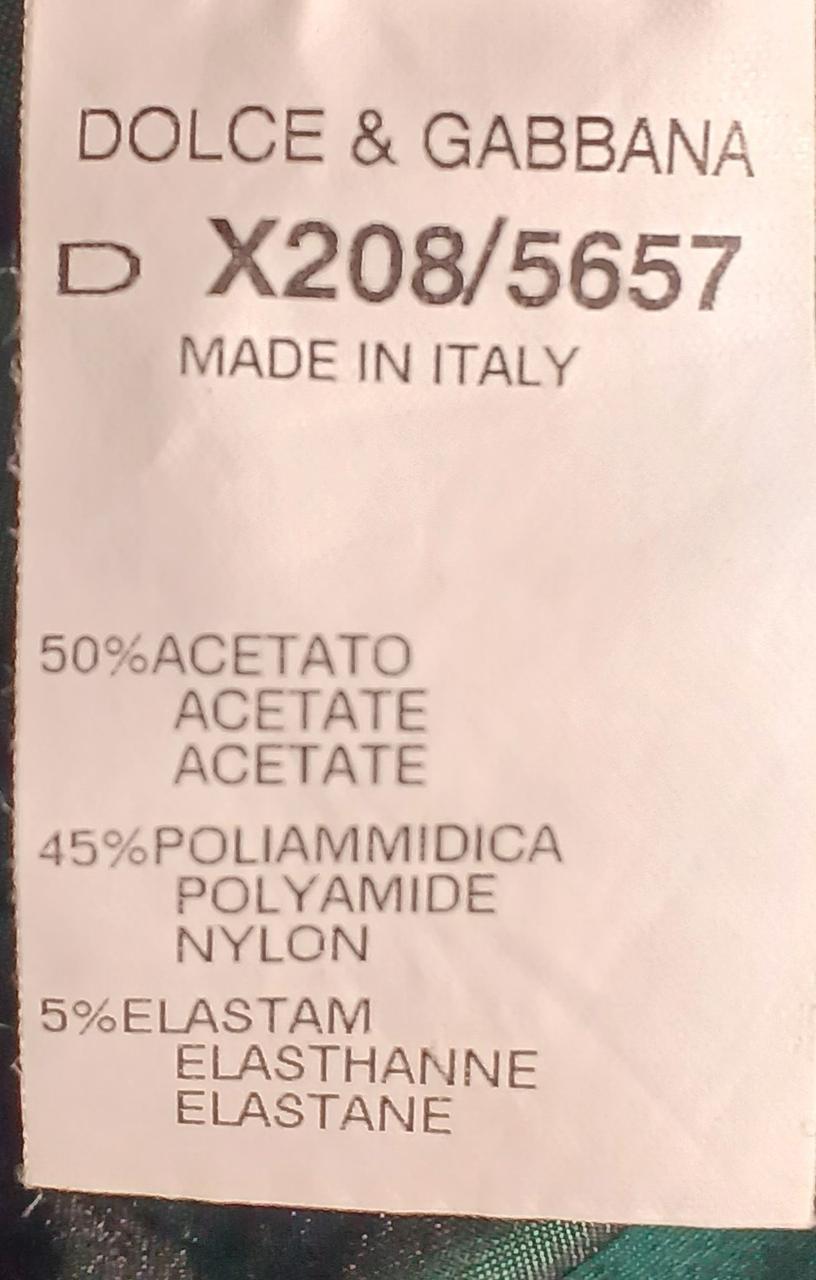 DOLCE & GABBANA
D X208/5657
MADE IN ITALY
50%ACETATO
ACETATE
ACETATE
45%POLIAMMIDICA
POLYAMIDE
NYLON
5%ELASTAM
ELASTHANNE
ELASTANE